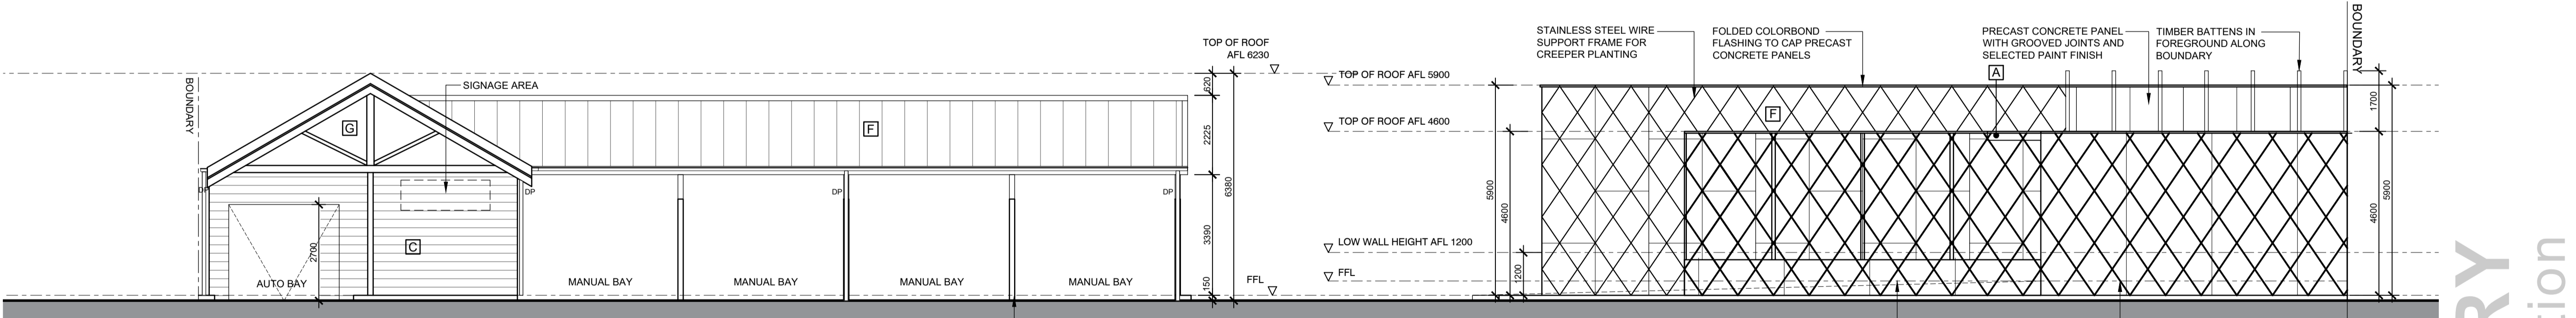 BOUNDARY
SIGNAGE AREA
G
F
C
DP
DP
DP
DP
2700
AUTO BAY
MANUAL BAY
MANUAL BAY
MANUAL BAY
MANUAL BAY
TOP OF ROOF
AFL 6230
620
2225
3390
150
6380
FFL
TOP OF ROOF AFL 5900
TOP OF ROOF AFL 4600
LOW WALL HEIGHT AFL 1200
FFL
5900
4600
1200
STAINLESS STEEL WIRE
SUPPORT FRAME FOR
CREEPER PLANTING
FOLDED COLORBOND
FLASHING TO CAP PRECAST
CONCRETE PANELS
PRECAST CONCRETE PANEL
WITH GROOVED JOINTS AND
SELECTED PAINT FINISH
TIMBER BATTENS IN
FOREGROUND ALONG
BOUNDARY
A
F
BOUNDARY
1700
4600
5900
RY
tion